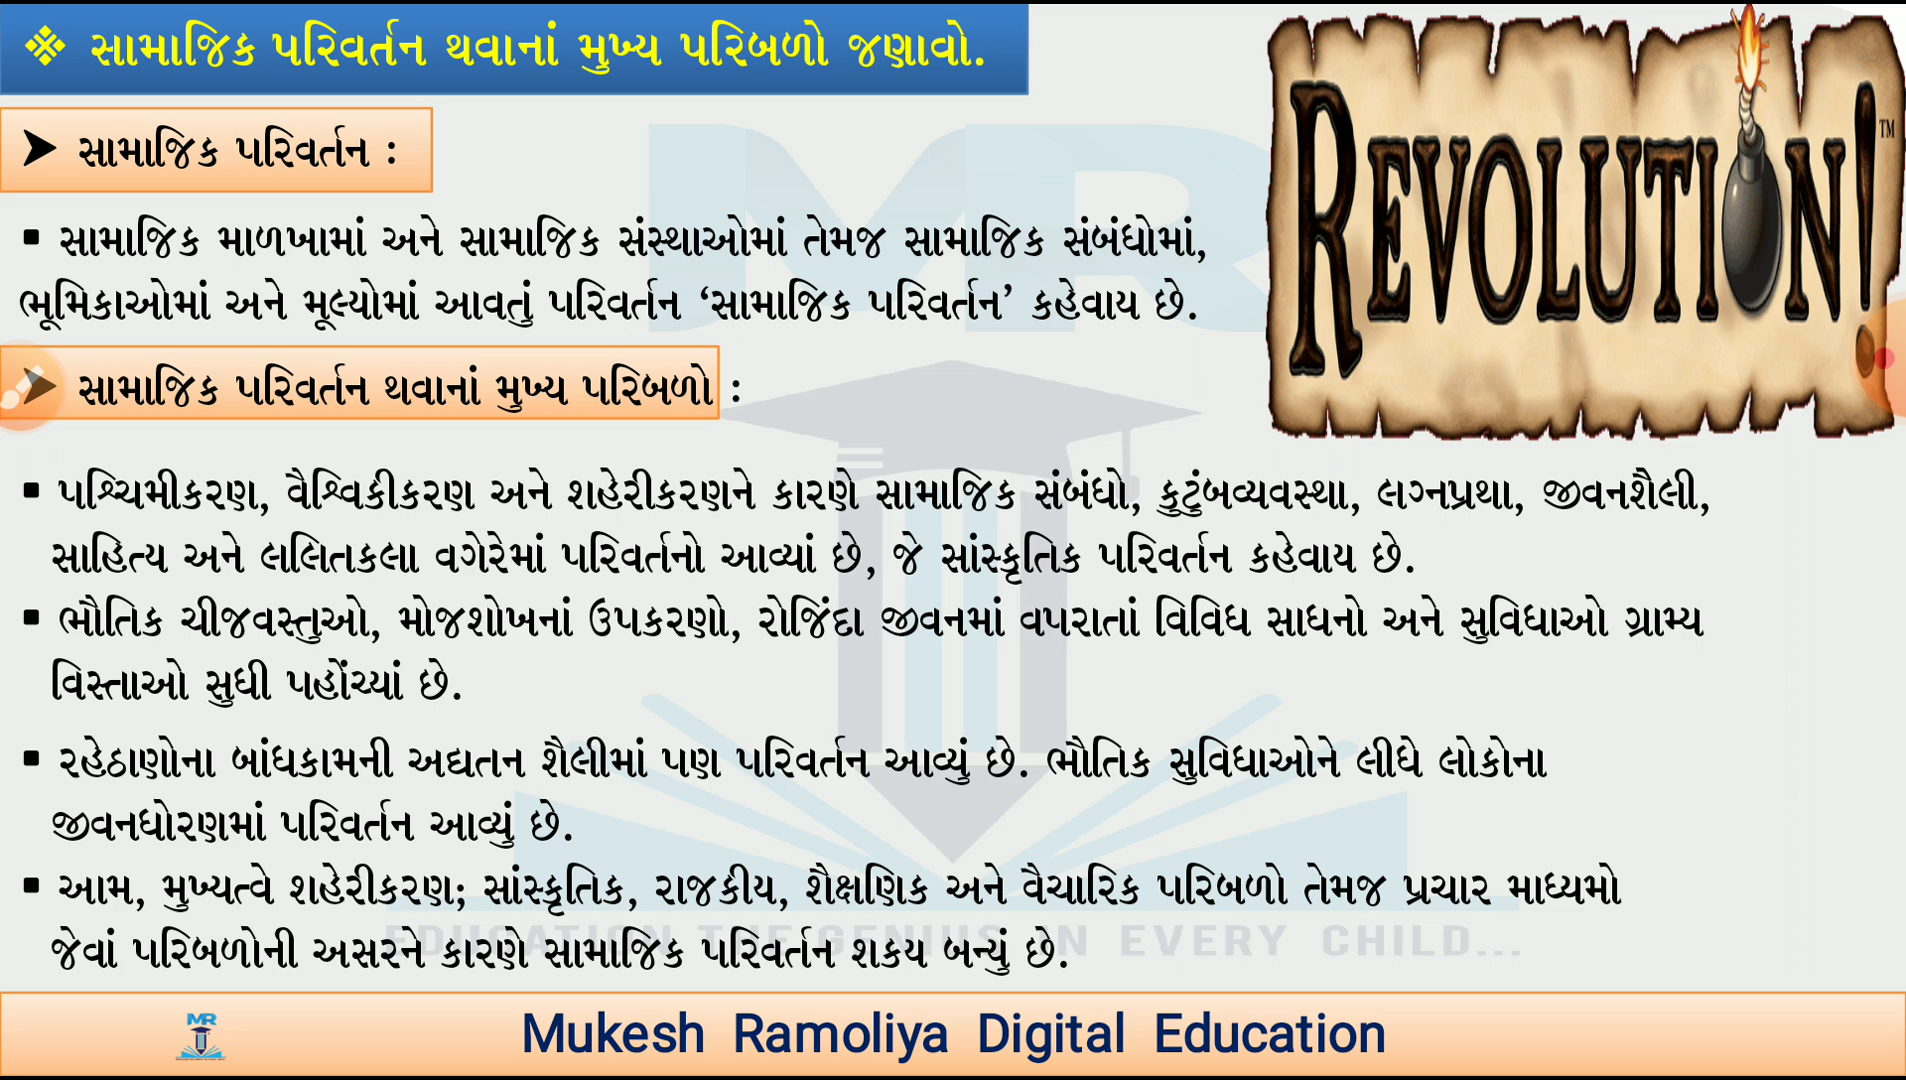 ❖ સામાજિક પરિવર્તન થવાનાં મુખ્ય પરિબળો જણાવો.
REVOLUTION! ™
➤ સામાજિક પરિવર્તન :
▪ સામાજિક માળખામાં અને સામાજિક સંસ્થાઓમાં તેમજ સામાજિક સંબંધોમાં,
ભૂમિકાઓમાં અને મૂલ્યોમાં આવતું પરિવર્તન ‘સામાજિક પરિવર્તન’ કહેવાય છે.
➤ સામાજિક પરિવર્તન થવાનાં મુખ્ય પરિબળો :
▪ પશ્ચિમીકરણ, વૈશ્વિકીકરણ અને શહેરીકરણને કારણે સામાજિક સંબંધો, કુટુંબવ્યવસ્થા, લગ્નપ્રથા, જીવનશૈલી,
સાહિત્ય અને લલિતકલા વગેરેમાં પરિવર્તનો આવ્યાં છે, જે સાંસ્કૃતિક પરિવર્તન કહેવાય છે.
▪ ભૌતિક ચીજવસ્તુઓ, મોજશોખનાં ઉપકરણો, રોજિંદા જીવનમાં વપરાતાં વિવિધ સાધનો અને સુવિધાઓ ગ્રામ્ય
વિસ્તાઓ સુધી પહોંચ્યાં છે.
▪ રહેઠાણોના બાંધકામની અદ્યતન શૈલીમાં પણ પરિવર્તન આવ્યું છે. ભૌતિક સુવિધાઓને લીધે લોકોના
જીવનધોરણમાં પરિવર્તન આવ્યું છે.
▪ આમ, મુખ્યત્વે શહેરીકરણ; સાંસ્કૃતિક, રાજકીય, શૈક્ષણિક અને વૈચારિક પરિબળો તેમજ પ્રચાર માધ્યમો
જેવાં પરિબળોની અસરને કારણે સામાજિક પરિવર્તન શકય બન્યું છે.
MR
EDUCATION THE GENIUS IN EVERY CHILD...
MR
Mukesh Ramoliya Digital Education